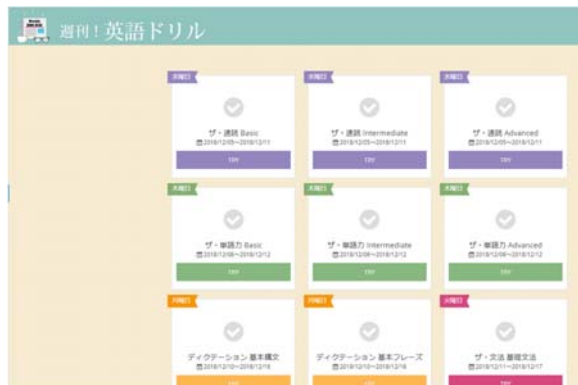 週刊！英語ドリル
水曜日 水曜日 水曜日
ザ・速読 Basic ザ・速読 Intermediate ザ・速読 Advanced
2018/12/05～2018/12/11 2018/12/05～2018/12/11 2018/12/05～2018/12/11
TRY TRY TRY
木曜日 木曜日 木曜日
ザ・単語力 Basic ザ・単語力 Intermediate ザ・単語力 Advanced
2018/12/06～2018/12/12 2018/12/06～2018/12/12 2018/12/06～2018/12/12
TRY TRY TRY
月曜日 月曜日 火曜日
ディクテーション 基本構文 ディクテーション 基本フレーズ ザ・文法 基礎文法
2018/12/10～2018/12/16 2018/12/10～2018/12/16 2018/12/11～2018/12/17
TRY TRY TRY